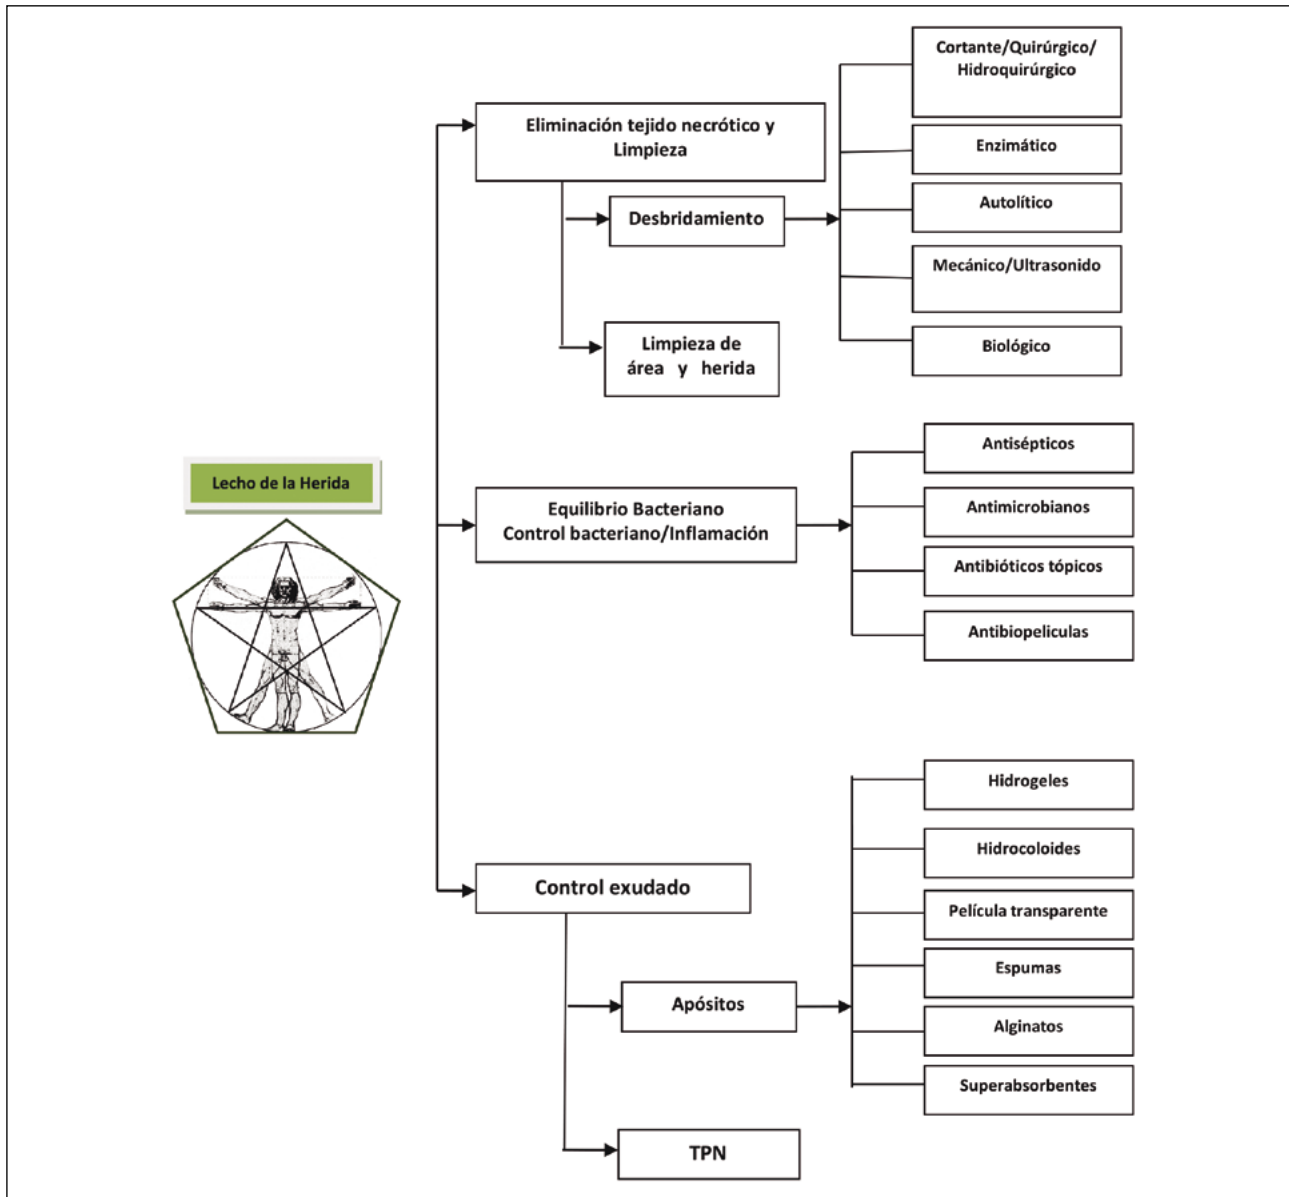 Cortante/Quirúrgico/
Hidroquirúrgico
Eliminación tejido necrótico y
Limpieza
Enzimático
Autolítico
Desbridamiento
Mecánico/Ultrasonido
Limpieza de
área y herida
Biológico
Lecho de la Herida
Equilibrio Bacteriano
Control bacteriano/Inflamación
Antisépticos
Antimicrobianos
Antibióticos tópicos
Antibiopeliculas
Control exudado
Hidrogeles
Hidrocoloides
Película transparente
Apósitos
Espumas
Alginatos
Superabsorbentes
TPN